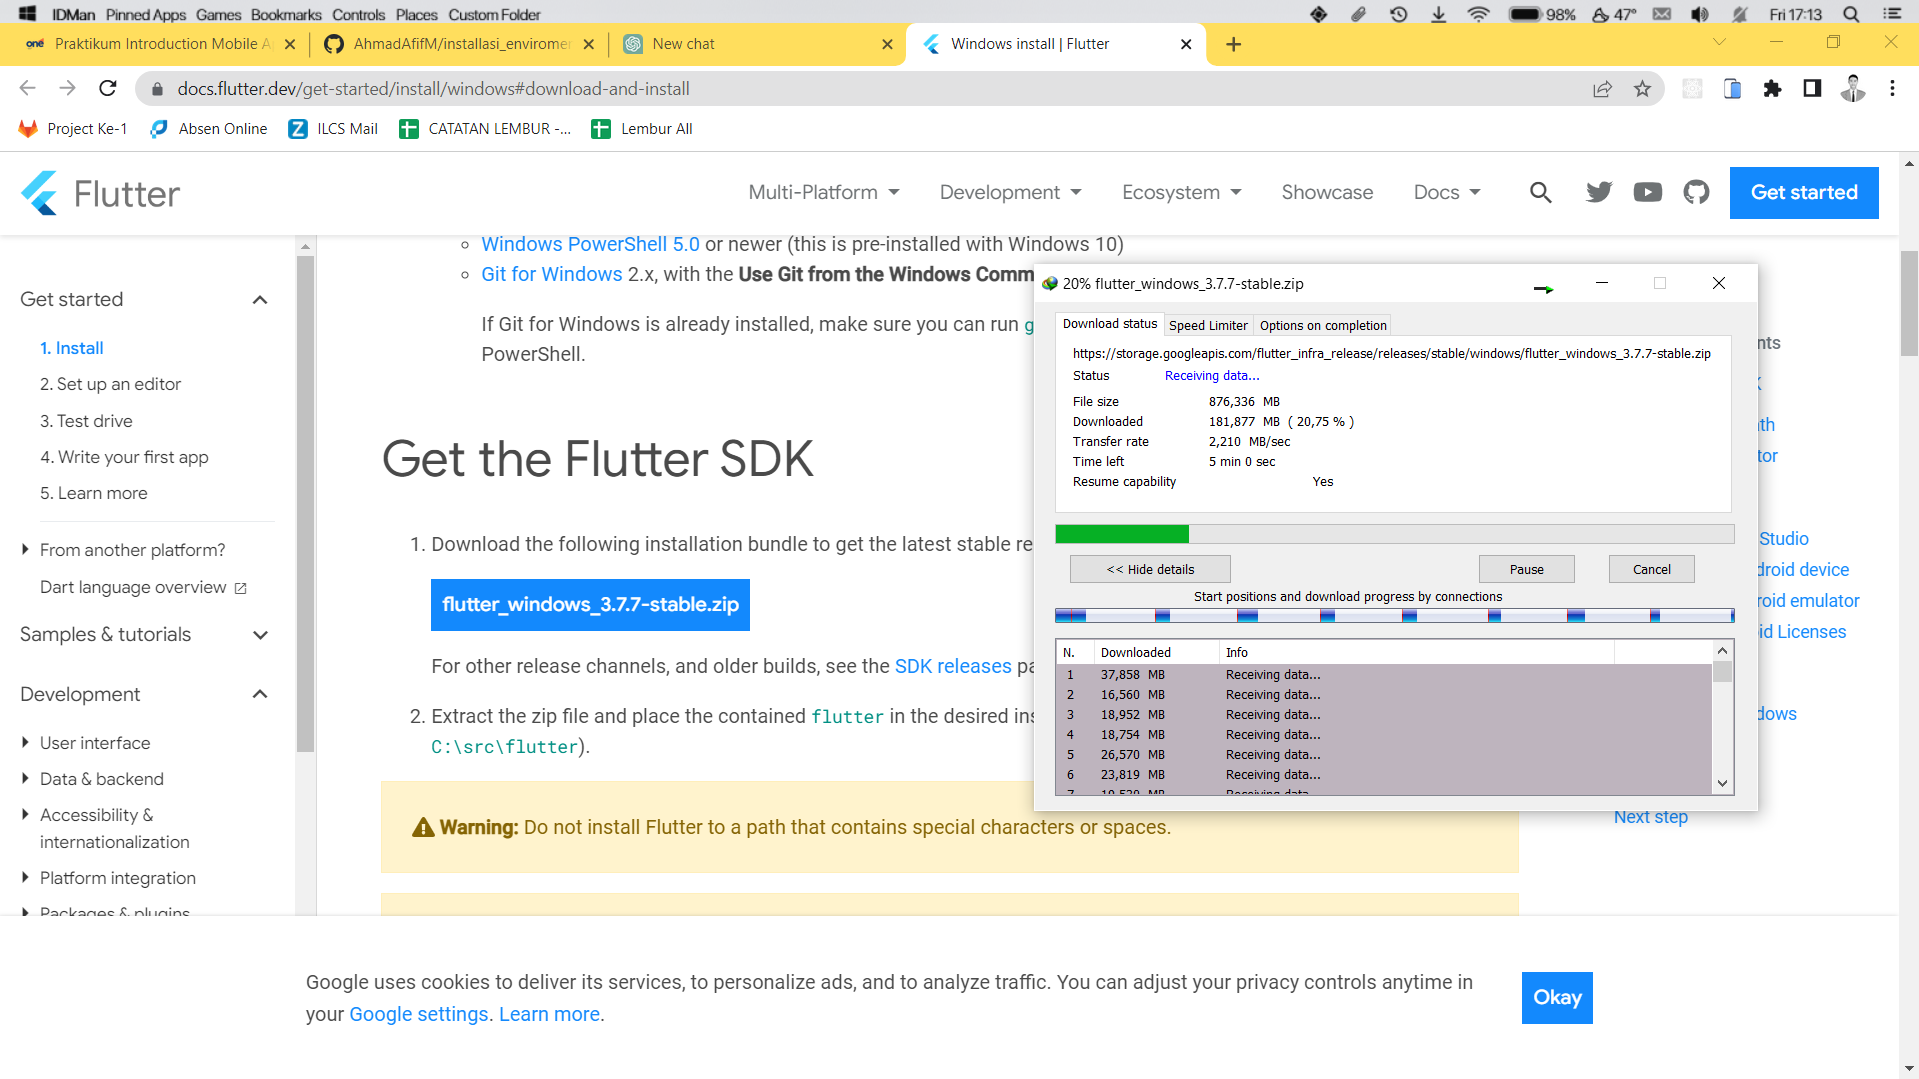 IDMan Pinned Apps Games Bookmarks Controls Places Custom Folder
98% 47° Fri 17:13
one Praktikum Introduction Mobile A
AhmadAfifM/installasi_enviromen
New chat
Windows install | Flutter
docs.flutter.dev/get-started/install/windows#download-and-install
Project Ke-1 Absen Online ILCS Mail CATATAN LEMBUR -... Lembur All
Flutter
Multi-Platform Development Ecosystem Showcase Docs
Get started
Get started
1. Install
2. Set up an editor
3. Test drive
4. Write your first app
5. Learn more
From another platform?
Dart language overview
Samples & tutorials
Development
User interface
Data & backend
Accessibility &
internationalization
Platform integration
Packages & plugins
Windows PowerShell 5.0 or newer (this is pre-installed with Windows 10)
Git for Windows 2.x, with the Use Git from the Windows Comm
If Git for Windows is already installed, make sure you can run g
PowerShell.
Get the Flutter SDK
1. Download the following installation bundle to get the latest stable re
flutter_windows_3.7.7-stable.zip
For other release channels, and older builds, see the SDK releases pa
2. Extract the zip file and place the contained flutter in the desired ins
C:\src\flutter).
Warning: Do not install Flutter to a path that contains special characters or spaces.
20% flutter_windows_3.7.7-stable.zip
Download status Speed Limiter Options on completion
https://storage.googleapis.com/flutter_infra_release/releases/stable/windows/flutter_windows_3.7.7-stable.zip
Status Receiving data...
File size 876,336 MB
Downloaded 181,877 MB ( 20,75 % )
Transfer rate 2,210 MB/sec
Time left 5 min 0 sec
Resume capability Yes
<< Hide details Pause Cancel
Start positions and download progress by connections
N. Downloaded Info
1 37,858 MB Receiving data...
2 16,560 MB Receiving data...
3 18,952 MB Receiving data...
4 18,754 MB Receiving data...
5 26,570 MB Receiving data...
6 23,819 MB Receiving data...
nts
K
th
tor
Studio
droid device
roid emulator
id Licenses
dows
Next step
Google uses cookies to deliver its services, to personalize ads, and to analyze traffic. You can adjust your privacy controls anytime in
your Google settings. Learn more.
Okay